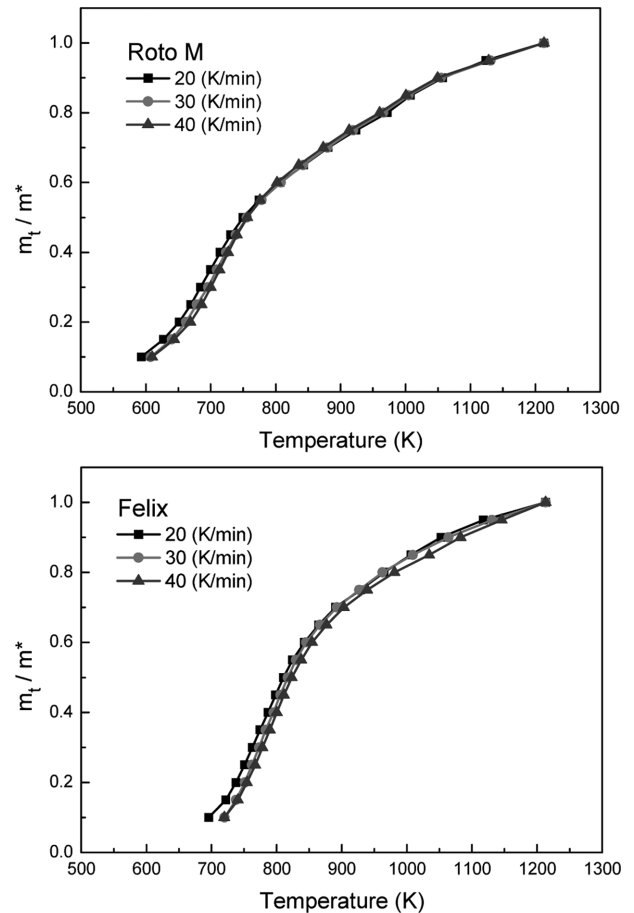 1.0
0.8
0.6
0.4
0.2
0.0
m_t / m*
Roto M
20 (K/min)
30 (K/min)
40 (K/min)
500 600 700 800 900 1000 1100 1200 1300
Temperature (K)
1.0
0.8
0.6
0.4
0.2
0.0
m_t / m*
Felix
20 (K/min)
30 (K/min)
40 (K/min)
500 600 700 800 900 1000 1100 1200 1300
Temperature (K)